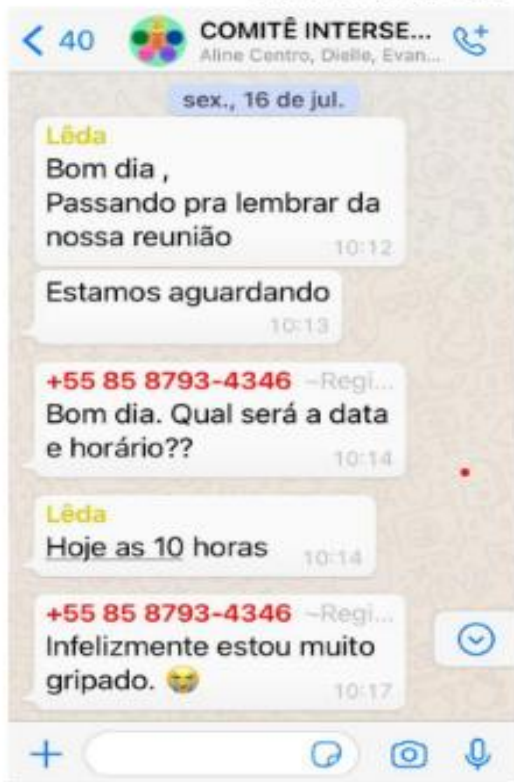 40
COMITÊ INTERSE...
Aline Centro, Dielle, Evan...
sex., 16 de jul.
Lêda
Bom dia ,
Passando pra lembrar da
nossa reunião
10:12
Estamos aguardando
10:13
+55 85 8793-4346 ~Regi...
Bom dia. Qual será a data
e horário??
10:14
Lêda
Hoje as 10 horas
10:14
+55 85 8793-4346 ~Regi...
Infelizmente estou muito
gripado. 😭
10:17